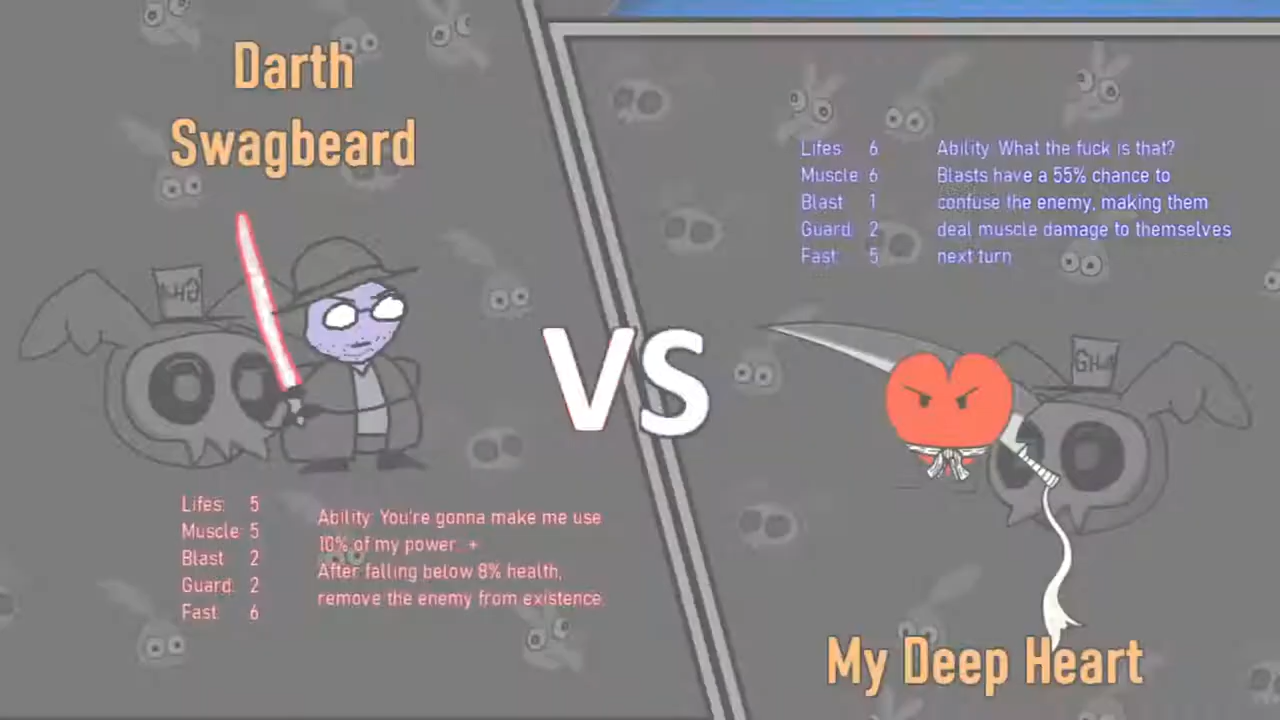 Darth
Swagbeard
Lifes: 5
Muscle: 5
Blast 2
Guard: 2
Fast 6
Ability: You're gonna make me use
10% of my power. +
After falling below 8% health,
remove the enemy from existence.
VS
Lifes: 6
Muscle: 6
Blast 1
Guard: 2
Fast: 5
Ability: What the fuck is that?
Blasts have a 55% chance to
confuse the enemy, making them
deal muscle damage to themselves
next turn
My Deep Heart